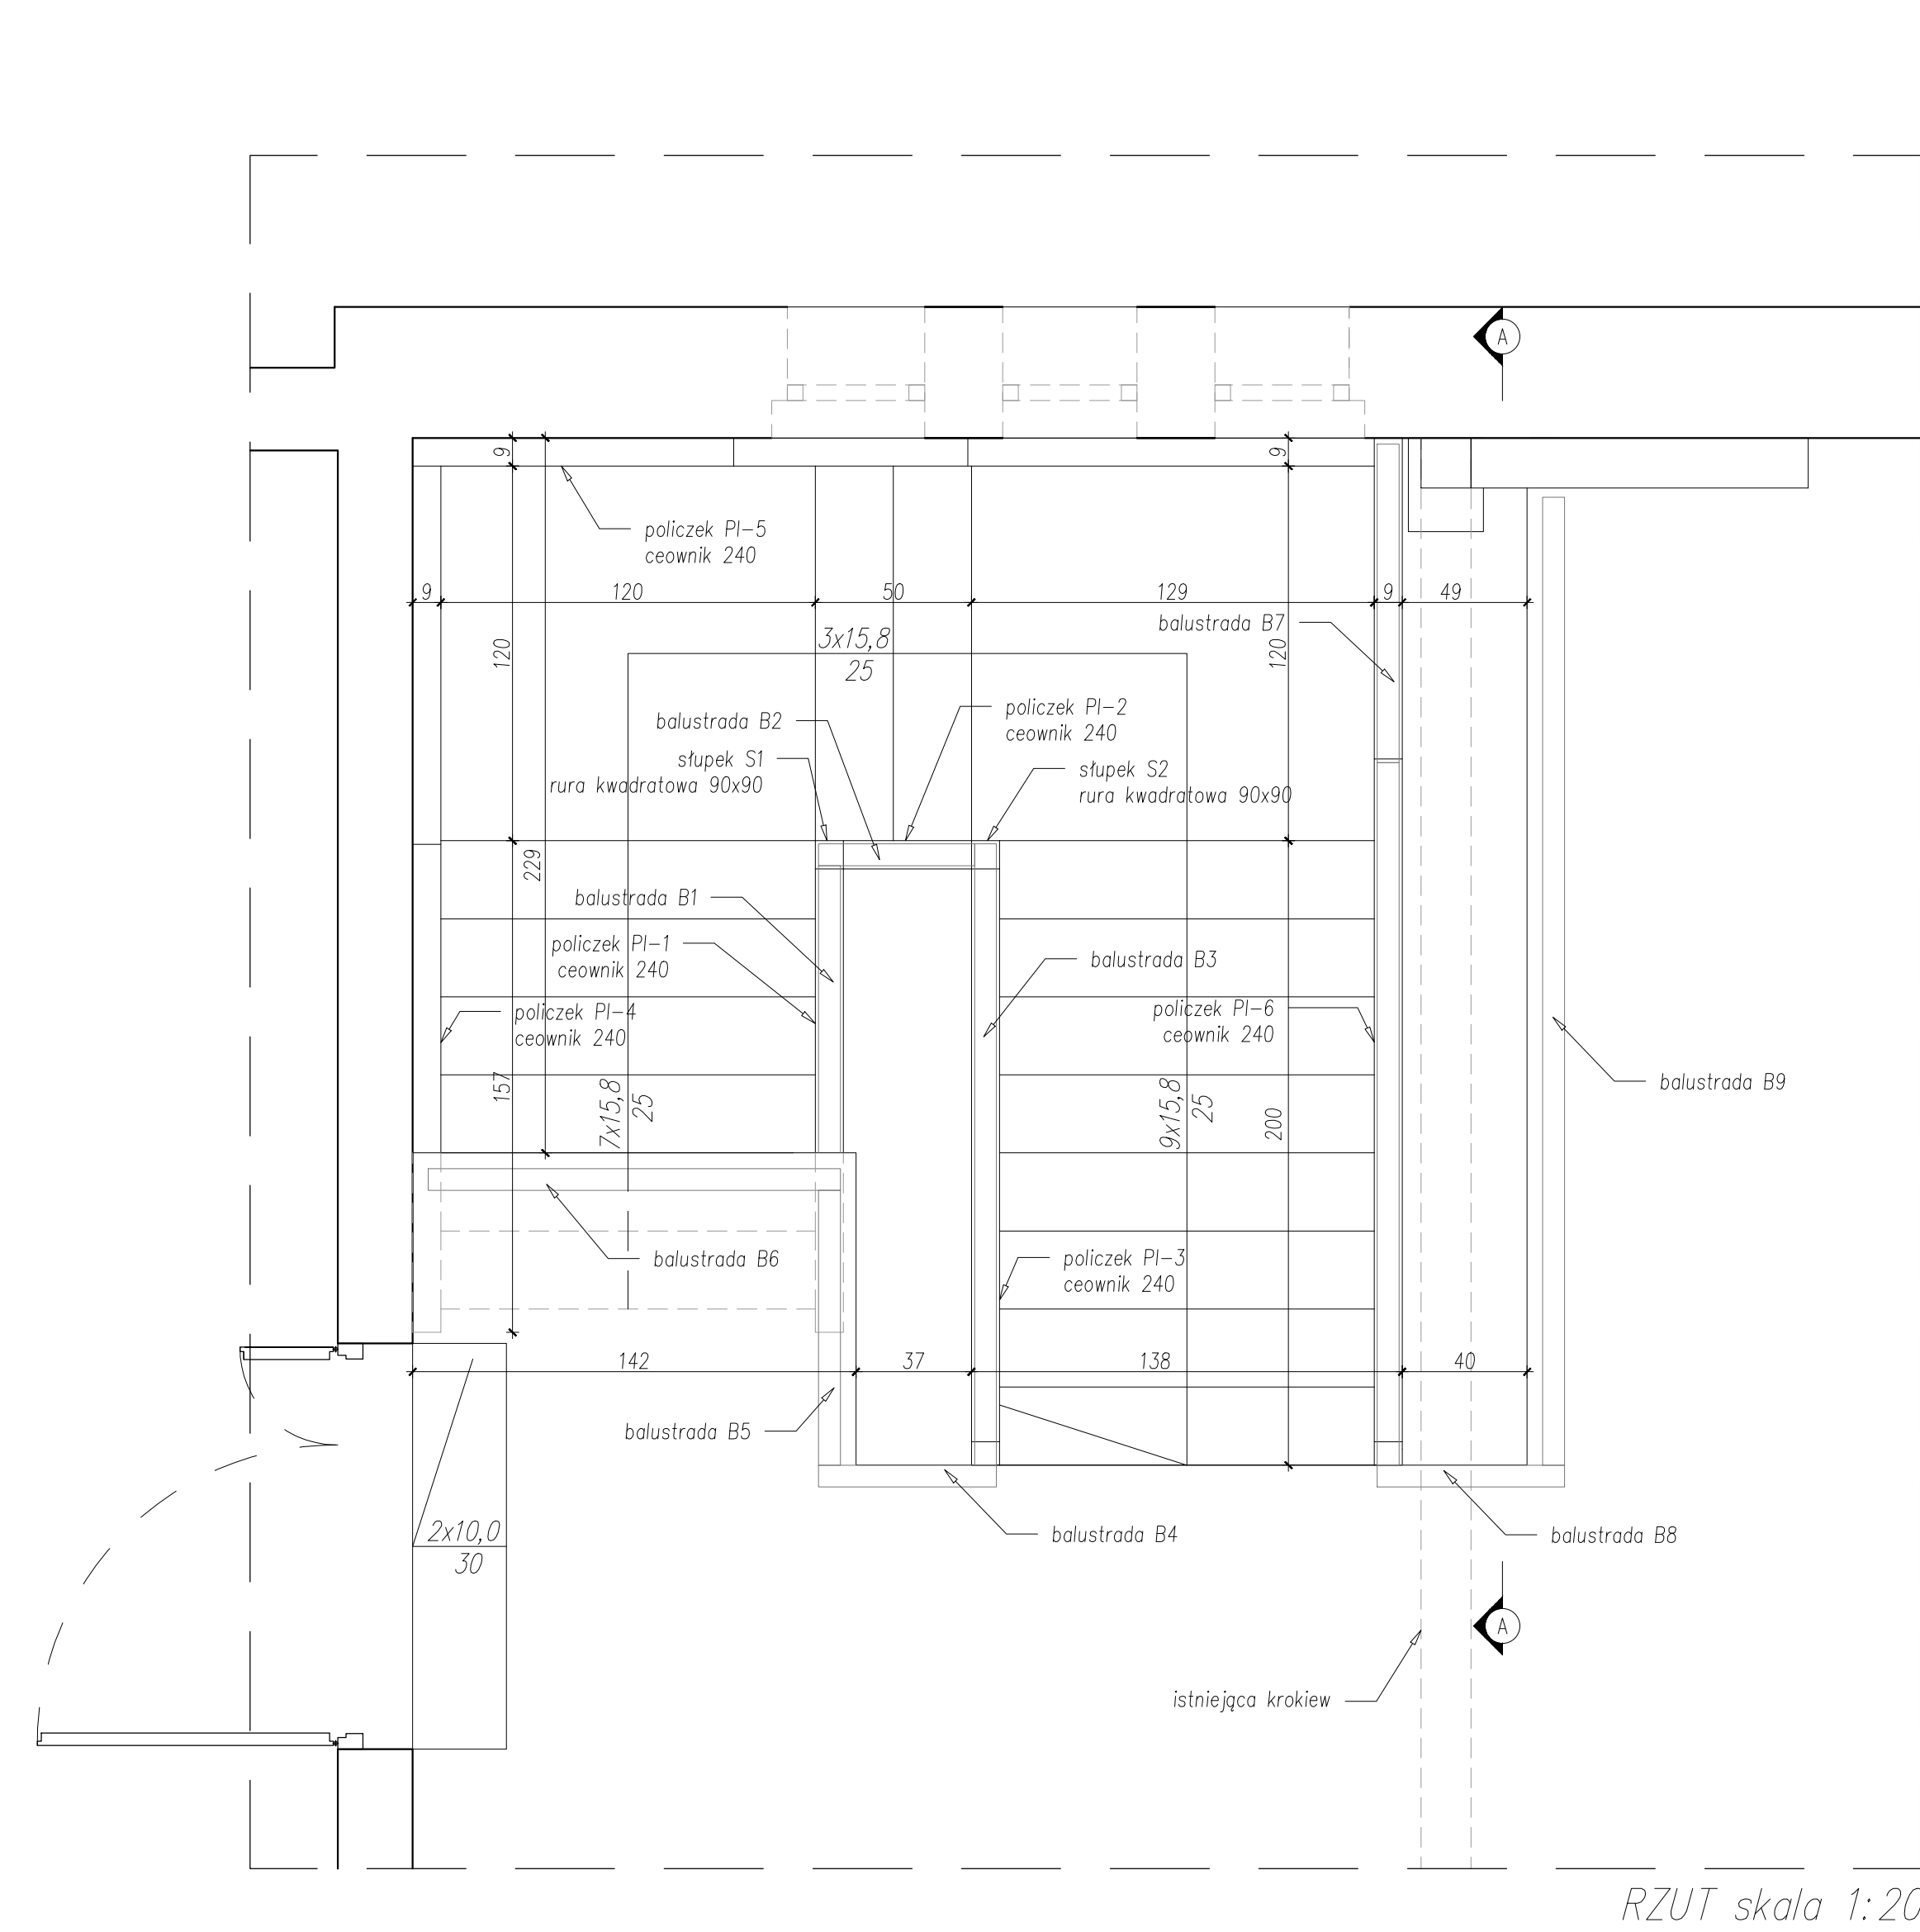 A
9
9
policzek Pl-5
ceownik 240
9
120
50
129
9
49
balustrada B7
3x15,8
25
120
120
policzek Pl-2
ceownik 240
balustrada B2
słupek S1
rura kwadratowa 90x90
słupek S2
rura kwadratowa 90x90
229
balustrada B1
policzek Pl-1
ceownik 240
balustrada B3
policzek Pl-4
ceownik 240
policzek Pl-6
ceownik 240
157
7x15,8
25
9x15,8
25
200
balustrada B9
balustrada B6
policzek Pl-3
ceownik 240
142
37
138
40
balustrada B5
2x10,0
30
balustrada B4
balustrada B8
A
istniejąca krokiew
RZUT skala 1:20